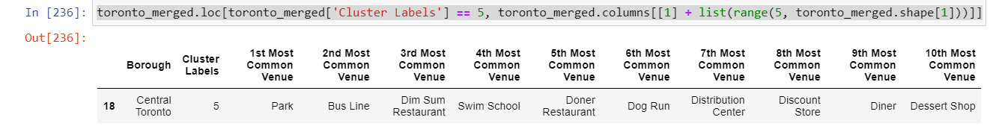 In [236]: toronto_merged.loc[toronto_merged['Cluster Labels'] == 5, toronto_merged.columns[[1] + list(range(5, toronto_merged.shape[1]))]]
Out[236]:
Borough Cluster Labels 1st Most Common Venue 2nd Most Common Venue 3rd Most Common Venue 4th Most Common Venue 5th Most Common Venue 6th Most Common Venue 7th Most Common Venue 8th Most Common Venue 9th Most Common Venue 10th Most Common Venue
18 Central Toronto 5 Park Bus Line Dim Sum Restaurant Swim School Doner Restaurant Dog Run Distribution Center Discount Store Diner Dessert Shop